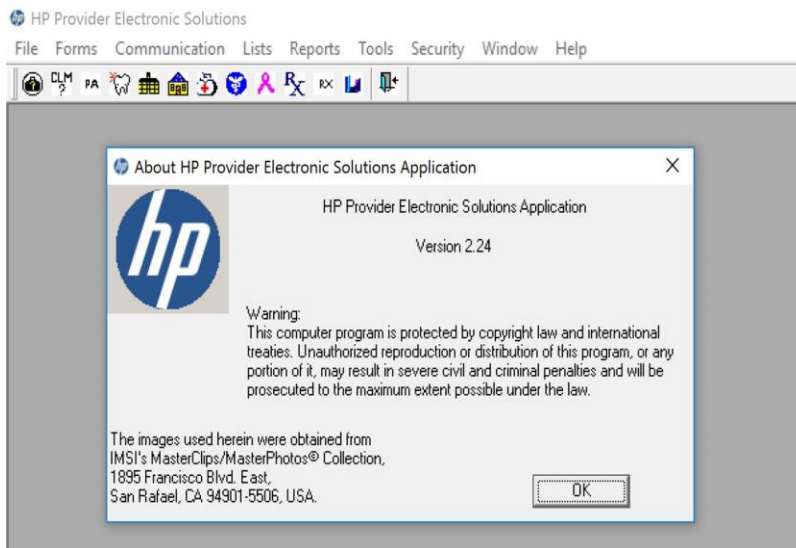 HP Provider Electronic Solutions
File Forms Communication Lists Reports Tools Security Window Help
CLM ? PA RX RX
About HP Provider Electronic Solutions Application X
hp
HP Provider Electronic Solutions Application
Version 2.24
Warning:
This computer program is protected by copyright law and international
treaties. Unauthorized reproduction or distribution of this program, or any
portion of it, may result in severe civil and criminal penalties and will be
prosecuted to the maximum extent possible under the law.
The images used herein were obtained from
IMSI's MasterClips/MasterPhotos© Collection,
1895 Francisco Blvd. East,
San Rafael, CA 94901-5506, USA.
OK